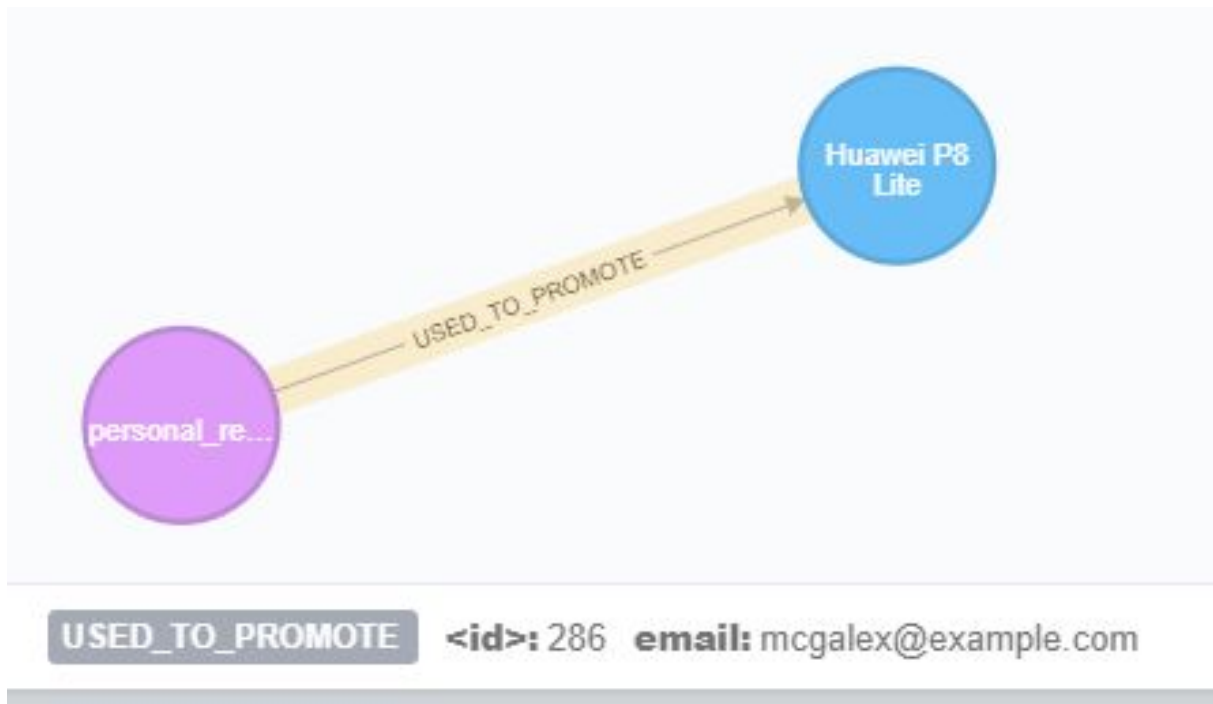 Huawei P8
Lite
USED_TO_PROMOTE
personal_re...
USED_TO_PROMOTE <id>: 286 email: mcgalex@example.com